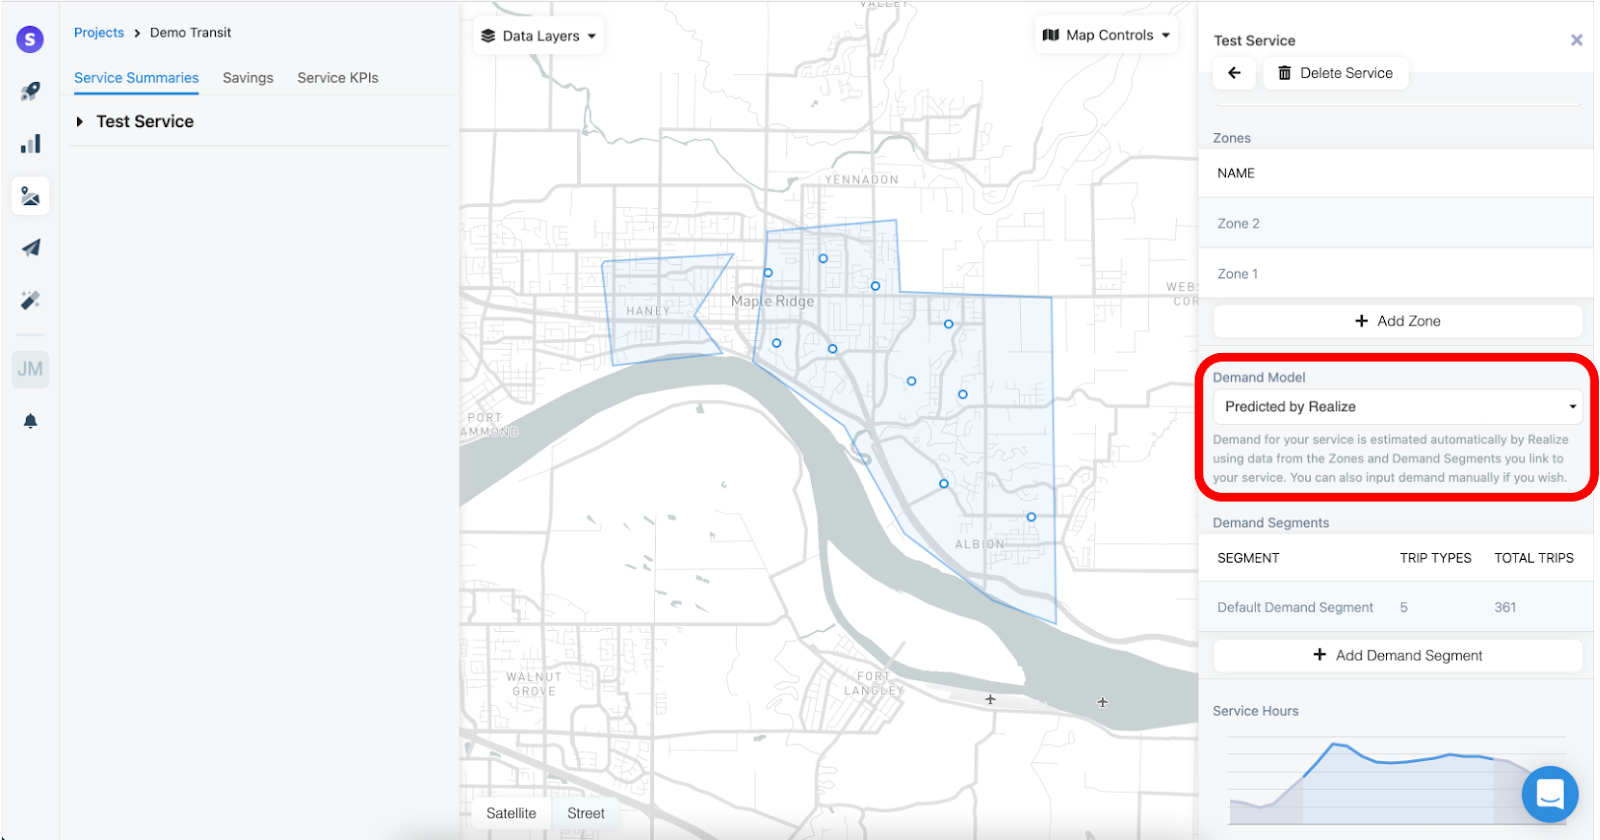 S
Projects > Demo Transit
Service Summaries Savings Service KPIs
Test Service
JM
Data Layers
Map Controls
VALLEY
YENNADON
Maple Ridge
HANEY
WEBS
COR
PORT
AMMOND
ALBION
WALNUT
GROVE
FORT
LANGLEY
Satellite Street
Test Service
Delete Service
Zones
NAME
Zone 2
Zone 1
+ Add Zone
Demand Model
Predicted by Realize
Demand for your service is estimated automatically by Realize
using data from the Zones and Demand Segments you link to
your service. You can also input demand manually if you wish.
Demand Segments
SEGMENT TRIP TYPES TOTAL TRIPS
Default Demand Segment 5 361
+ Add Demand Segment
Service Hours